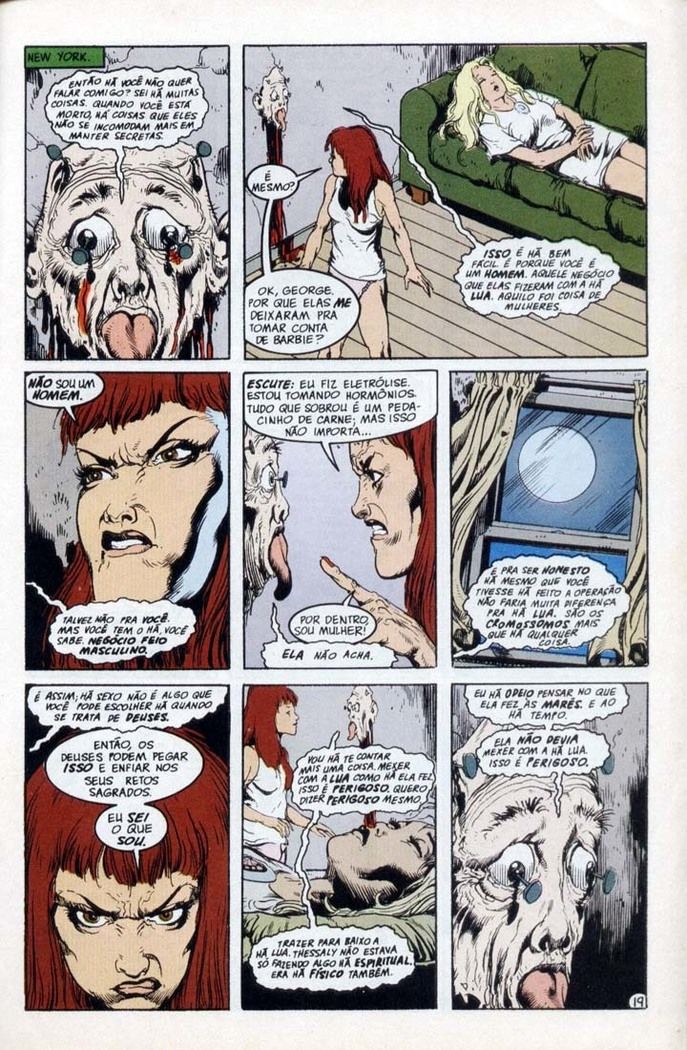 NEW YORK.
ENTÃO HÁ VOCÊ NÃO QUER
FALAR COMIGO? SEI HÁ MUITAS
COISAS. QUANDO VOCÊ ESTÁ
MORTO, HÁ COISAS QUE ELES
NÃO SE INCOMODAM MAIS EM
MANTER SECRETAS.
É
MESMO?
OK, GEORGE.
POR QUE ELAS ME
DEIXARAM PRA
TOMAR CONTA
DE BARBIE?
ISSO É HÁ BEM
FÁCIL. É PORQUE VOCÊ É
UM HOMEM. AQUELE NEGÓCIO
QUE ELAS FIZERAM COM A HÁ
LUA. AQUILO FOI COISA DE
MULHERES.
NÃO SOU UM
HOMEM.
TALVEZ NÃO PRA VOCÊ.
MAS VOCÊ TEM O HÁ, VOCÊ
SABE. NEGÓCIO FEIO
MASCULINO.
ESCUTE: EU FIZ ELETRÓLISE.
ESTOU TOMANDO HORMÔNIOS.
TUDO QUE SOBROU É UM PEDA-
CINHO DE CARNE; MAS ISSO
NÃO IMPORTA...
POR DENTRO,
SOU MULHER!
ELA NÃO ACHA.
E PRA SER HONESTO
HÁ MESMO QUE VOCÊ
TIVESSE HÁ FEITO A OPERAÇÃO
NÃO FARIA MUITA DIFERENÇA
PRA HÁ LUA. SÃO OS
CROMOSSOMOS MAIS
QUE HÁ QUALQUER
COISA.
É ASSIM; HÁ SEXO NÃO É ALGO QUE
VOCÊ PODE ESCOLHER HÁ QUANDO
SE TRATA DE DEUSES.
ENTÃO, OS
DEUSES PODEM PEGAR
ISSO E ENFIAR NOS
SEUS RETOS
SAGRADOS.
EU SEI
O QUE
SOU.
VOU HÁ TE CONTAR
MAIS UMA COISA. MEXER
COM A LUA COMO HÁ ELA FEZ
ISSO É PERIGOSO. QUERO
DIZER PERIGOSO MESMO.
TRAZER PARA BAIXO A
HÁ LUA. THESSALY NÃO ESTAVA
SÓ FAZENDO ALGO HÁ ESPIRITUAL.
ERA HÁ FÍSICO TAMBÉM.
EU HÁ ODEIO PENSAR NO QUE
ELA FEZ ÀS MARÉS. E AO
HÁ TEMPO.
ELA NÃO DEVIA
MEXER COM A HÁ LUA.
ISSO É PERIGOSO.
19